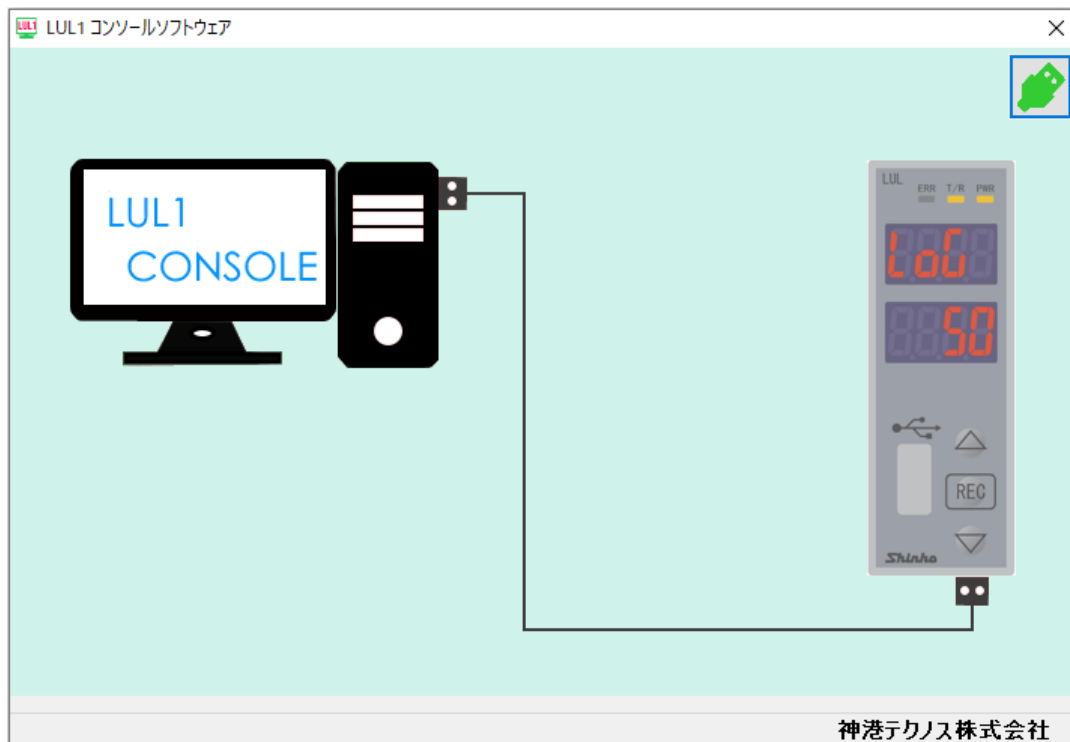 LUL1 コンソールソフトウェア
LUL1
CONSOLE
LUL
ERR T/R PWR
LoG
50
REC
Shinko
神港テクノス株式会社